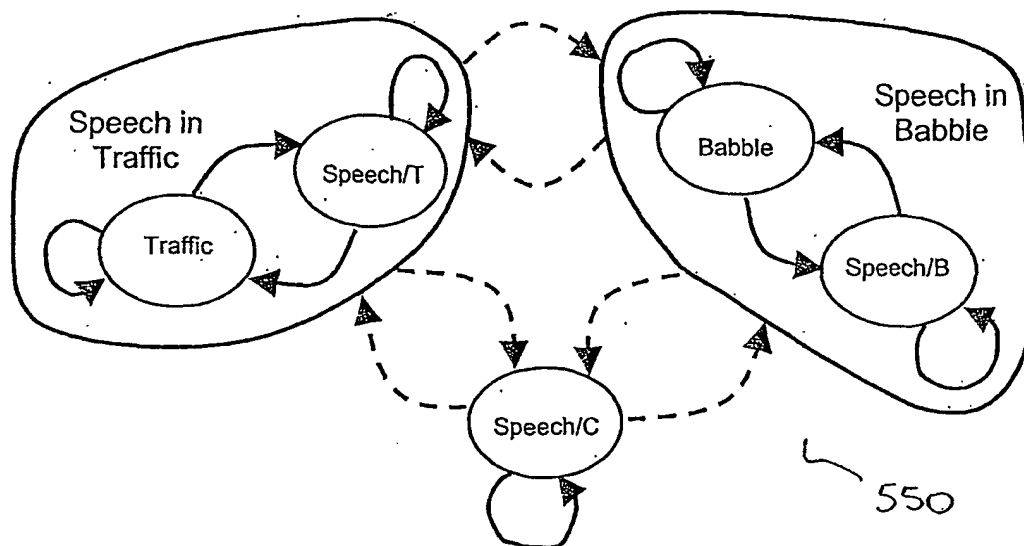 Speech in
Traffic
Speech/T
Traffic
Speech in
Babble
Babble
Speech/B
Speech/C
550